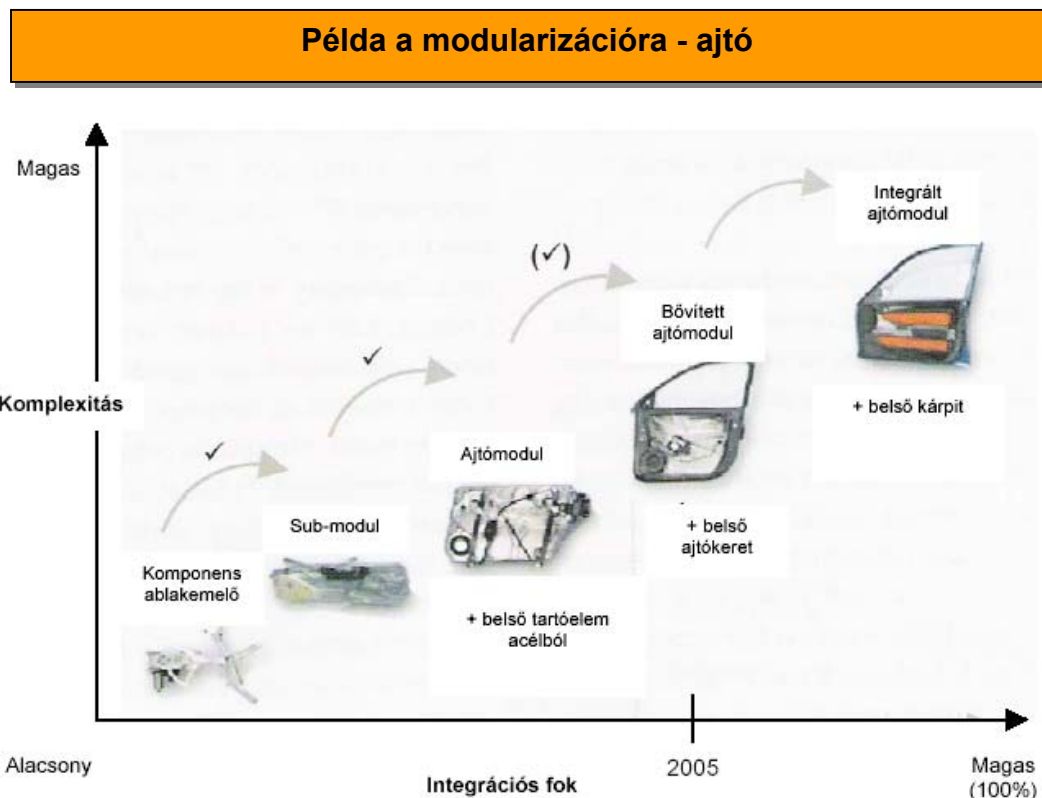 Példa a modularizációra - ajtó
Magas
Integrált
ajtómodul
(✓)
Bővített
ajtómodul
✓
Komplexitás
+ belső kárpit
Ajtómodul
✓
Sub-modul
+ belső
ajtókeret
Komponens
ablakemelő
+ belső tartóelem
acélból
Alacsony
Integrációs fok
2005
Magas
(100%)